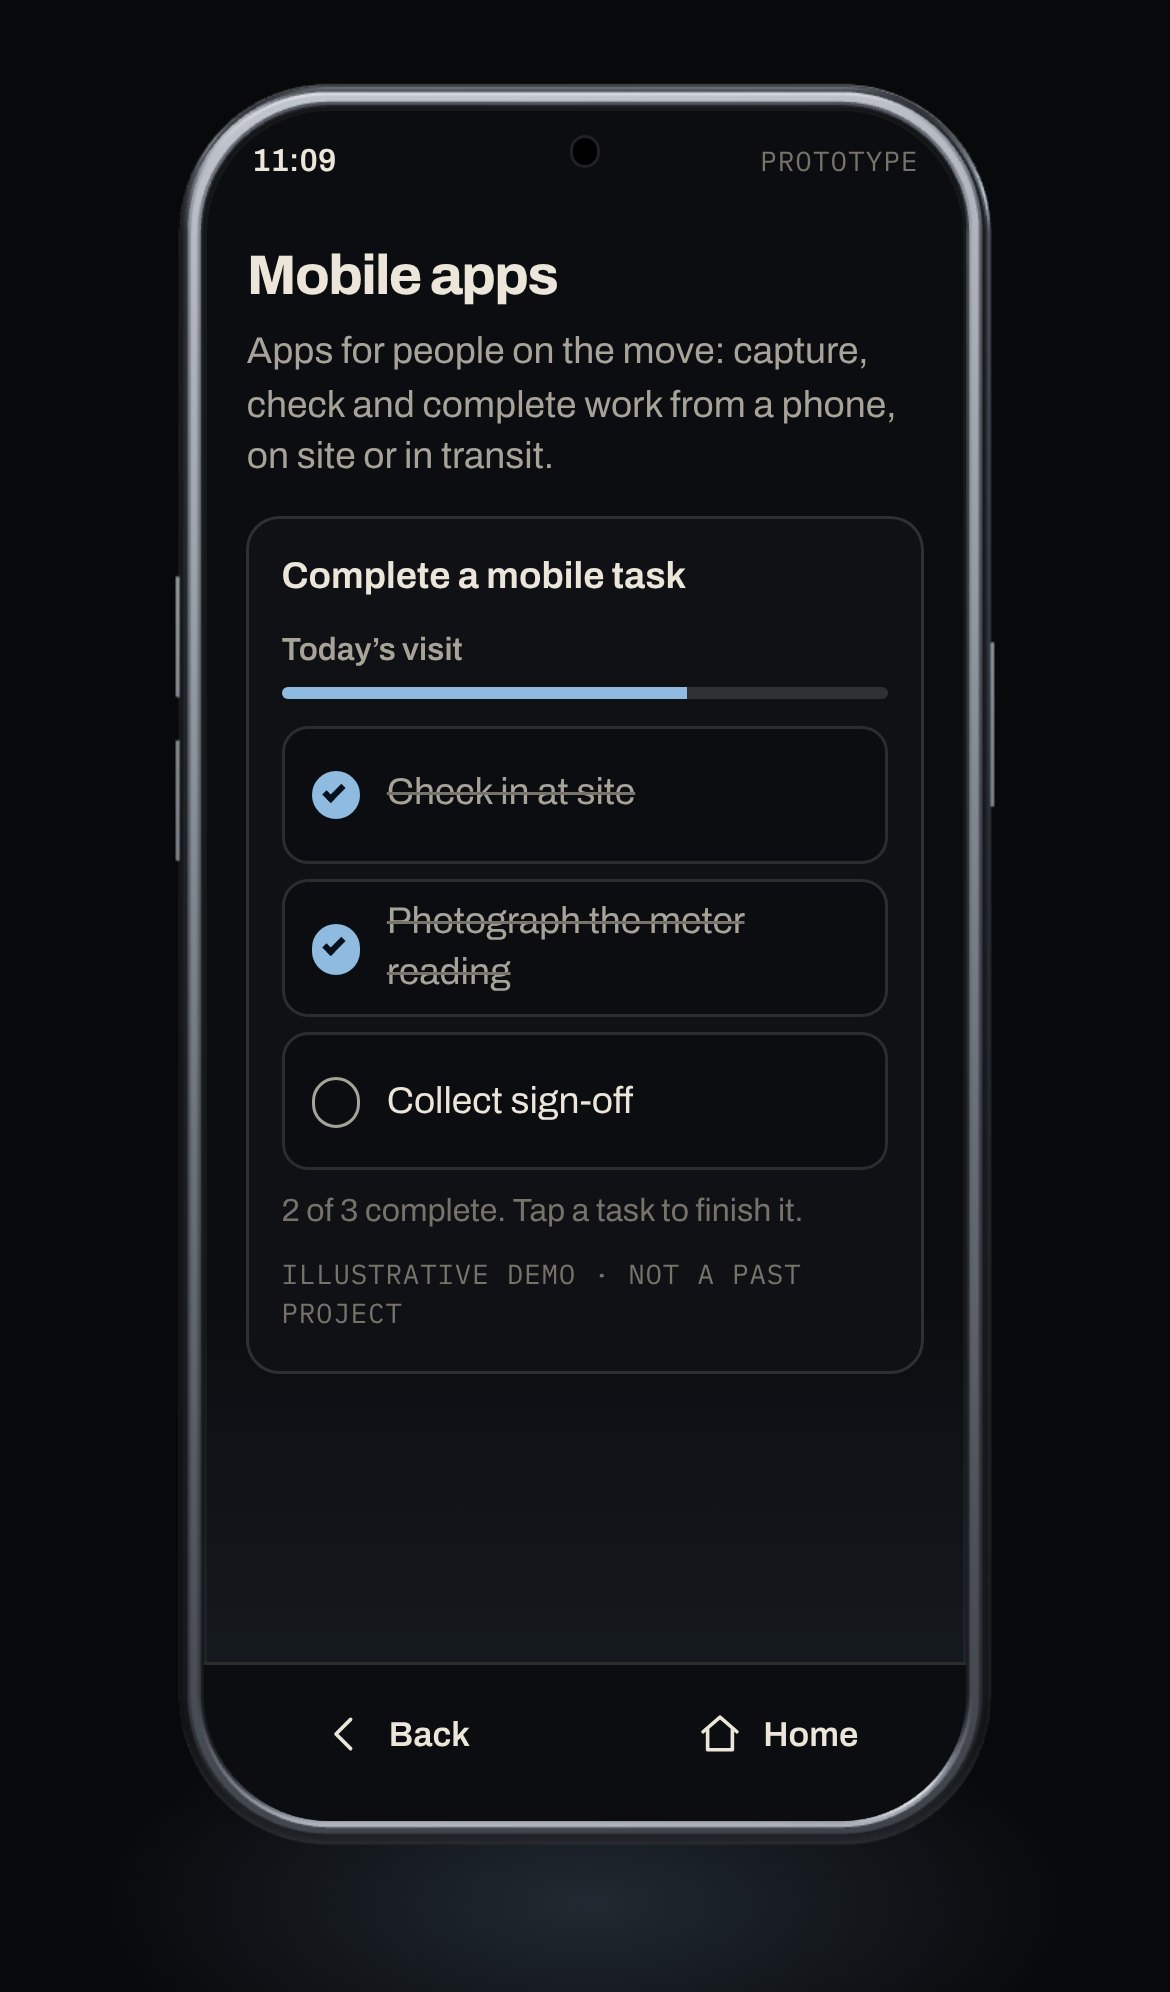 11:09
PROTOTYPE
Mobile apps
Apps for people on the move: capture,
check and complete work from a phone,
on site or in transit.
Complete a mobile task
Today’s visit
Check in at site
Photograph the meter
reading
Collect sign-off
2 of 3 complete. Tap a task to finish it.
ILLUSTRATIVE DEMO · NOT A PAST
PROJECT
Back
Home